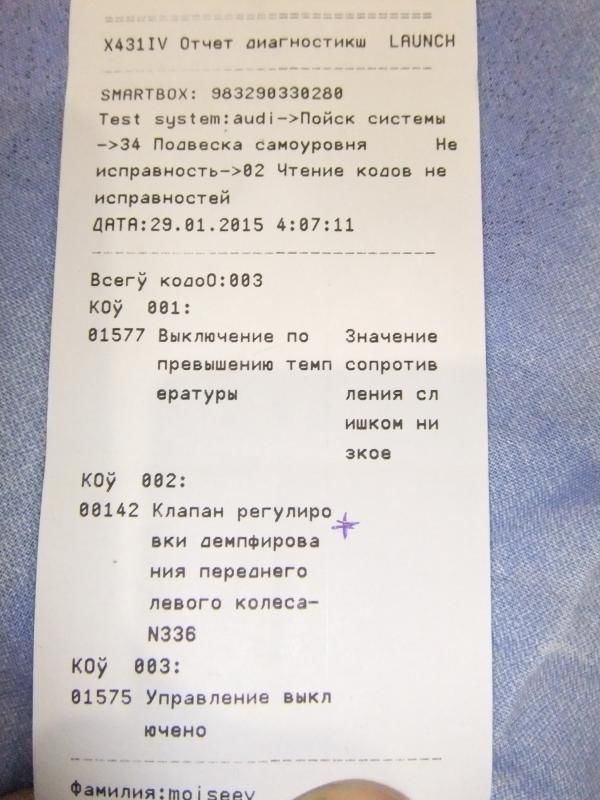 X431IV Отчет диагностикш LAUNCH
SMARTBOX: 983290330280
Test system:audi->Пойск системы
->34 Подвеска самоуровня Не
исправность->02 Чтение кодов не
исправностей
ДАТА:29.01.2015 4:07:11
Всегў кодо0:003
КОў 001:
01577 Выключение по Значение
превышению темп сопротив
ературы ления сл
ишком ни
зкое
КОў 002:
00142 Клапан регулиро
вки демпфирова
ния переднего
левого колеса-
N336
КОў 003:
01575 Управление выкл
ючено
Фамилия:moiseev